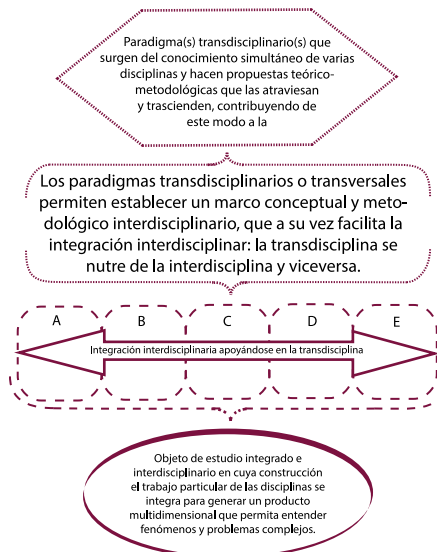 Paradigma(s) transdisciplinario(s) que
surgen del conocimiento simultáneo de varias
disciplinas y hacen propuestas teórico-
metodológicas que las atraviesan
y trascienden, contribuyendo de
este modo a la
Los paradigmas transdisciplinarios o transversales
permiten establecer un marco conceptual y meto-
dológico interdisciplinario, que a su vez facilita la
integración interdisciplinar: la transdisciplina se
nutre de la interdisciplina y viceversa.
A B C D E
Integración interdisciplinaria apoyándose en la transdisciplina
Objeto de estudio integrado e
interdisciplinario en cuya construcción
el trabajo particular de las disciplinas se
integra para generar un producto
multidimensional que permita entender
fenómenos y problemas complejos.